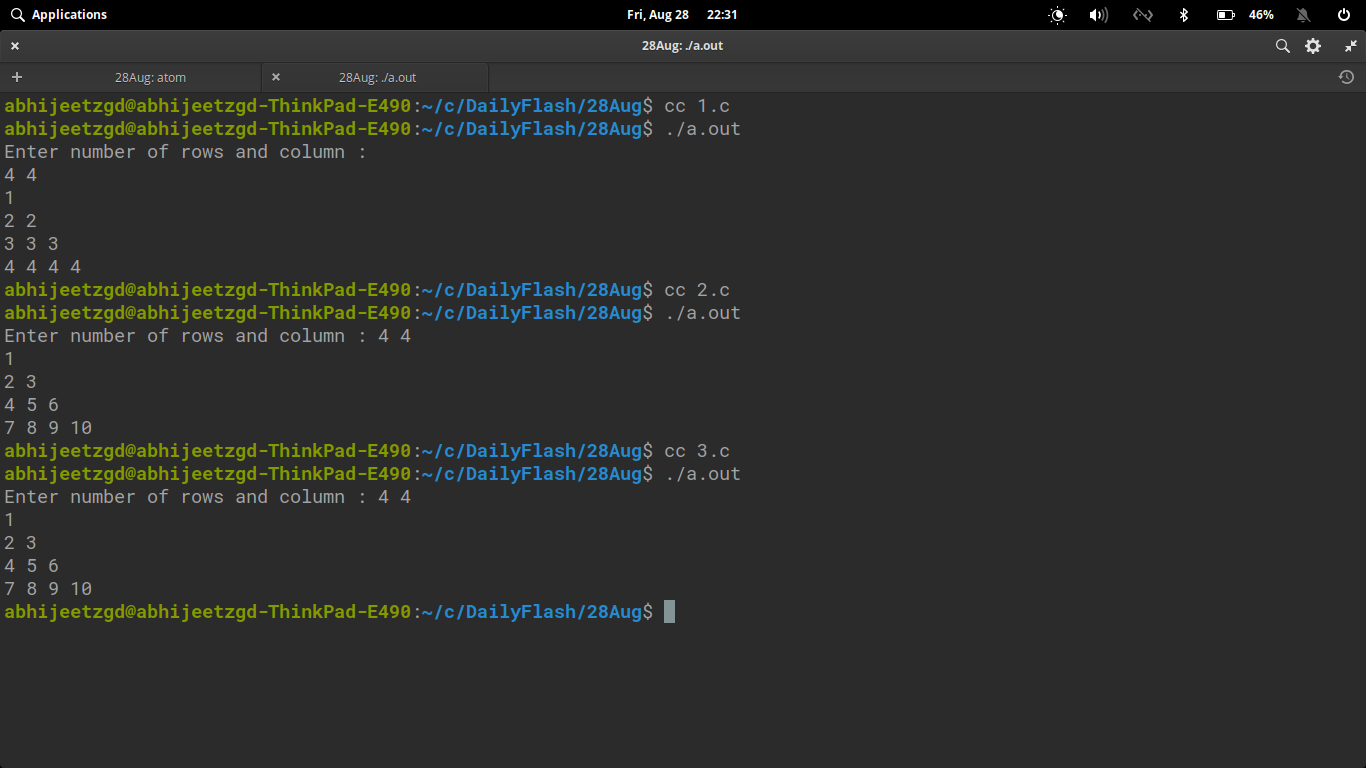 Applications Fri, Aug 28 22:31 46%
28Aug: ./a.out
28Aug: atom 28Aug: ./a.out
abhijeetzgd@abhijeetzgd-ThinkPad-E490:~/c/DailyFlash/28Aug$ cc 1.c
abhijeetzgd@abhijeetzgd-ThinkPad-E490:~/c/DailyFlash/28Aug$ ./a.out
Enter number of rows and column :
4 4
1
2 2
3 3 3
4 4 4 4
abhijeetzgd@abhijeetzgd-ThinkPad-E490:~/c/DailyFlash/28Aug$ cc 2.c
abhijeetzgd@abhijeetzgd-ThinkPad-E490:~/c/DailyFlash/28Aug$ ./a.out
Enter number of rows and column : 4 4
1
2 3
4 5 6
7 8 9 10
abhijeetzgd@abhijeetzgd-ThinkPad-E490:~/c/DailyFlash/28Aug$ cc 3.c
abhijeetzgd@abhijeetzgd-ThinkPad-E490:~/c/DailyFlash/28Aug$ ./a.out
Enter number of rows and column : 4 4
1
2 3
4 5 6
7 8 9 10
abhijeetzgd@abhijeetzgd-ThinkPad-E490:~/c/DailyFlash/28Aug$